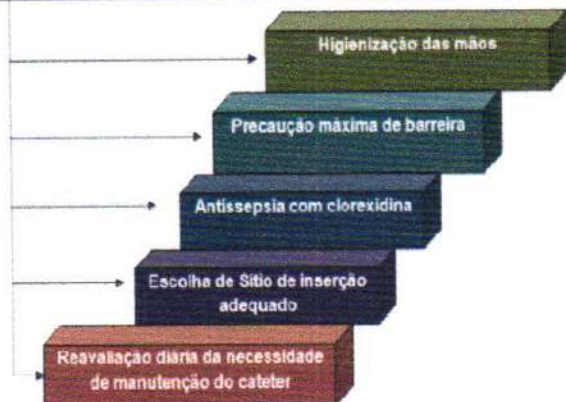 Higienização das mãos
Precaução máxima de barreira
Antissepsia com clorexidina
Escolha de Sítio de inserção
adequado
Reavaliação diária da necessidade
de manutenção do cateter